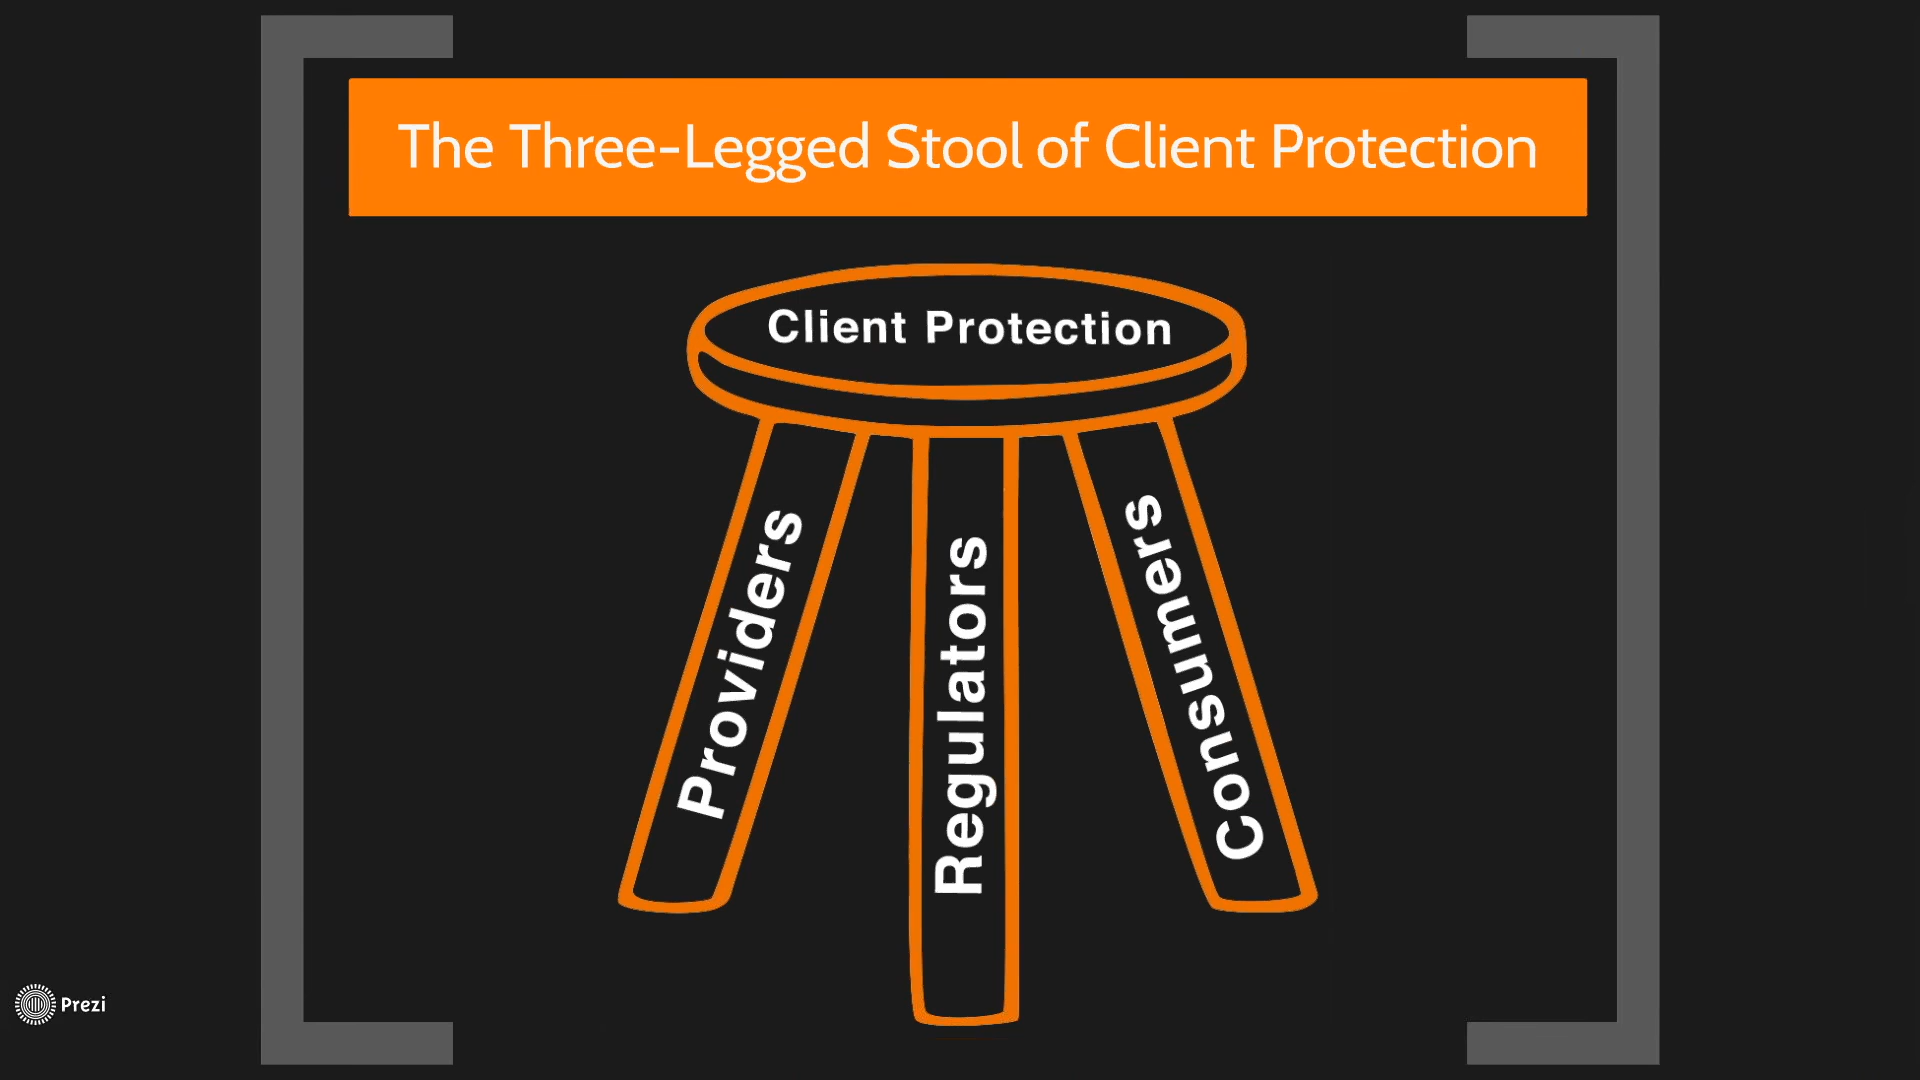 The Three-Legged Stool of Client Protection
Client Protection
Providers
Regulators
Consumers
Prezi